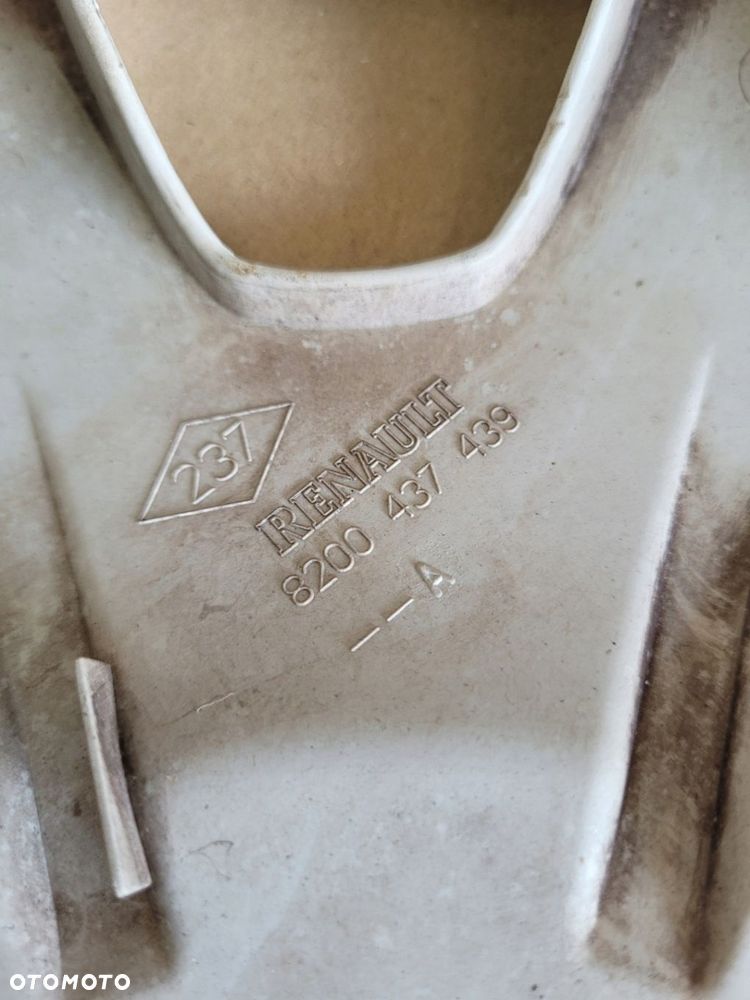 237
RENAULT
8200 437 439
--A
OTOMOTO